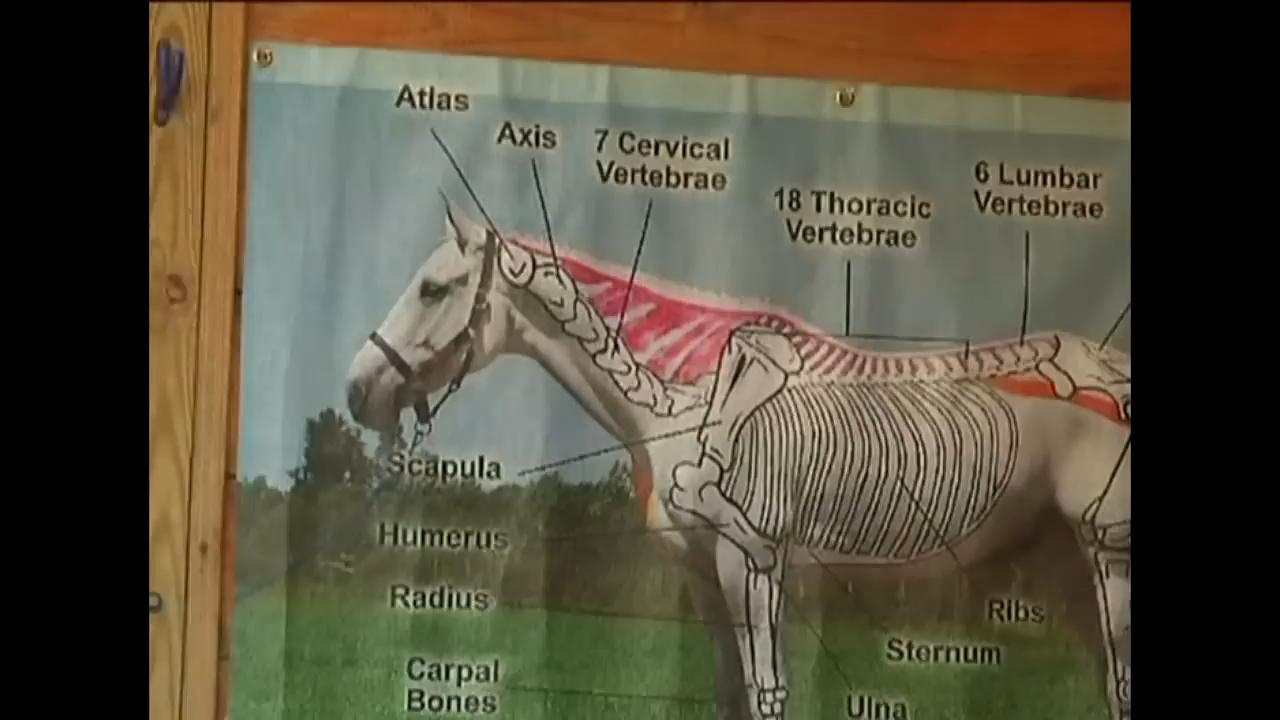 Atlas
Axis
7 Cervical
Vertebrae
18 Thoracic
Vertebrae
6 Lumbar
Vertebrae
Scapula
Humerus
Radius
Carpal
Bones
Ribs
Sternum
Ulna